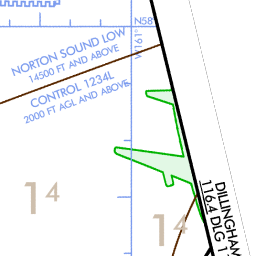 N58°
W161°
NORTON SOUND LOW
14500 FT AND ABOVE
CONTROL 1234L
2000 FT AGL AND ABOVE
14
14
DILLINGHAM
116.4 DLG 1